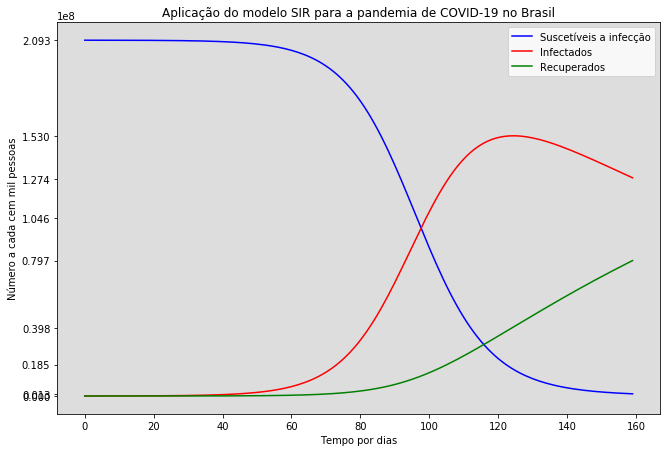 Aplicação do modelo SIR para a pandemia de COVID-19 no Brasil
1e8
Suscetíveis a infecção
Infectados
Recuperados
Número a cada cem mil pessoas
2.093
1.530
1.274
1.046
0.797
0.398
0.185
0 20 40 60 80 100 120 140 160
Tempo por dias